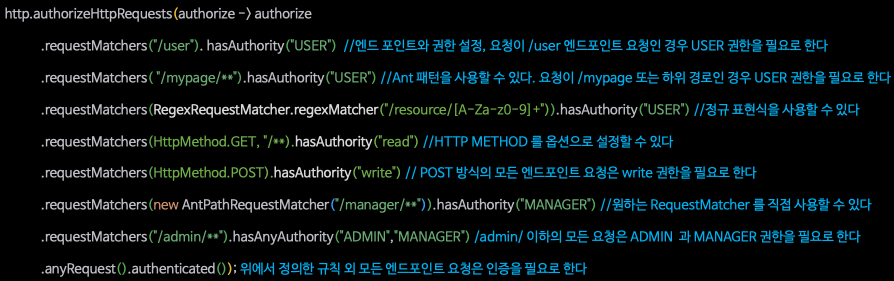 http.authorizeHttpRequests(authorize -> authorize
.requestMatchers("/user"). hasAuthority("USER") //엔드 포인트와 권한 설정, 요청이 /user 엔드포인트 요청인 경우 USER 권한을 필요로 한다
.requestMatchers( "/mypage/**").hasAuthority("USER") //Ant 패턴을 사용할 수 있다. 요청이 /mypage 또는 하위 경로인 경우 USER 권한을 필요로 한다
.requestMatchers(RegexRequestMatcher.regexMatcher("/resource/[A-Za-z0-9]+")).hasAuthority("USER") //정규 표현식을 사용할 수 있다
.requestMatchers(HttpMethod.GET, "/**).hasAuthority("read") //HTTP METHOD 를 옵션으로 설정할 수 있다
.requestMatchers(HttpMethod.POST).hasAuthority("write") // POST 방식의 모든 엔드포인트 요청은 write 권한을 필요로 한다
.requestMatchers(new AntPathRequestMatcher("/manager/**")).hasAuthority("MANAGER") //원하는 RequestMatcher 를 직접 사용할 수 있다
.requestMatchers("/admin/**").hasAnyAuthority("ADMIN","MANAGER") /admin/ 이하의 모든 요청은 ADMIN 과 MANAGER 권한을 필요로 한다
.anyRequest().authenticated()); 위에서 정의한 규칙 외 모든 엔드포인트 요청은 인증을 필요로 한다